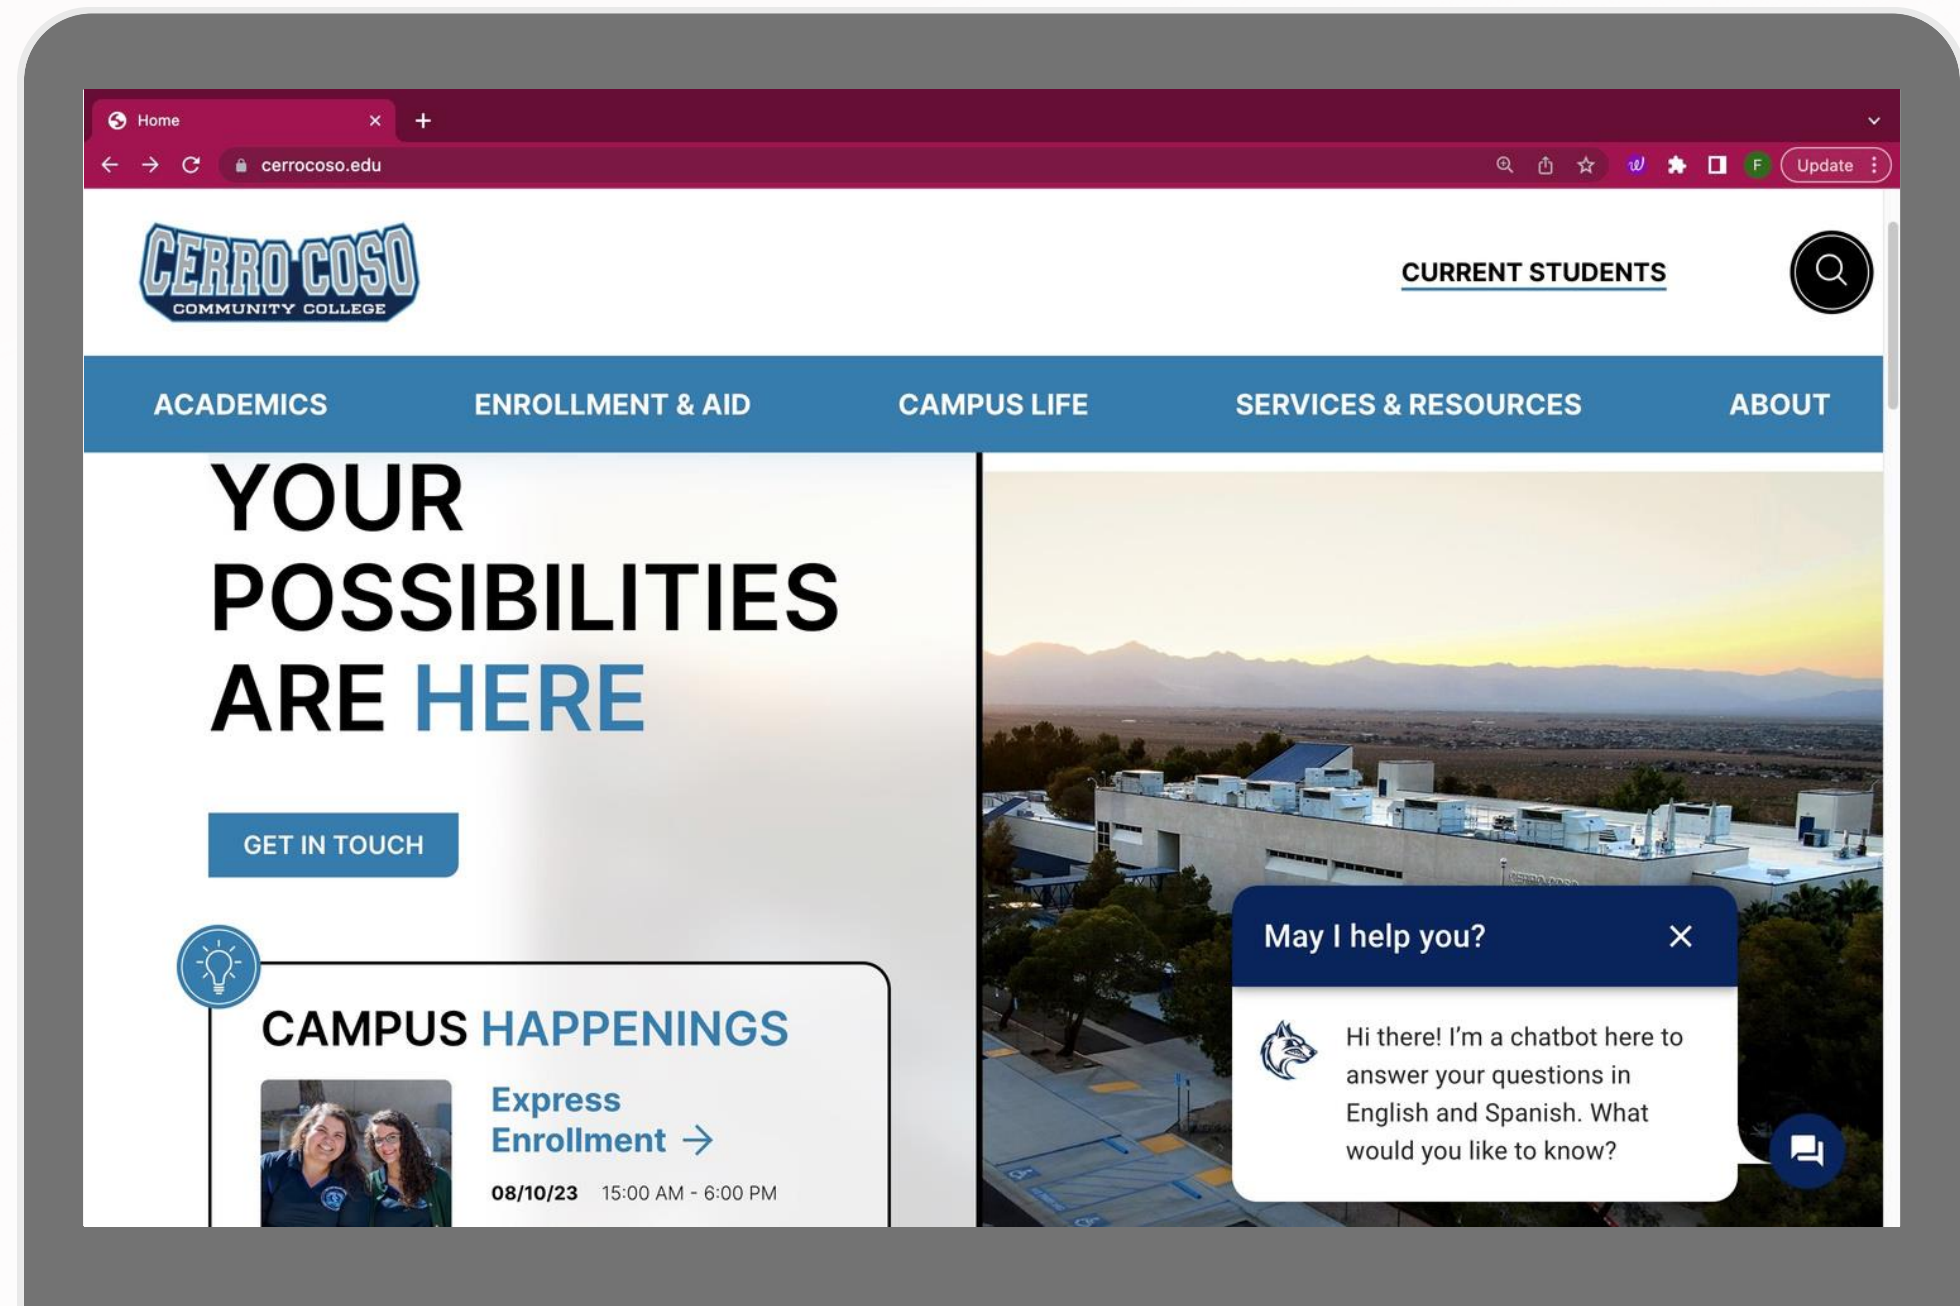 Home
cerrocoso.edu
F
Update
CERRO COSO
COMMUNITY COLLEGE
CURRENT STUDENTS
ACADEMICS ENROLLMENT & AID CAMPUS LIFE SERVICES & RESOURCES ABOUT
YOUR
POSSIBILITIES
ARE HERE
GET IN TOUCH
CAMPUS HAPPENINGS
Express
Enrollment →
08/10/23 15:00 AM - 6:00 PM
CERRO COSO
May I help you?
Hi there! I'm a chatbot here to
answer your questions in
English and Spanish. What
would you like to know?